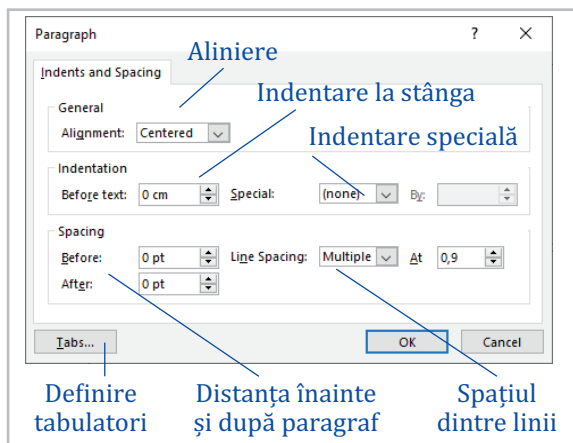 Paragraph ? ×
Aliniere
Indents and Spacing
Indentare la stânga
General
Alignment: Centered
Indentare specială
Indentation
Before text: 0 cm Special: (none) By:
Spacing
Before: 0 pt Line Spacing: Multiple At 0,9
After: 0 pt
Tabs... OK Cancel
Definire Distanța înainte Spațiul
tabulatori și după paragraf dintre linii